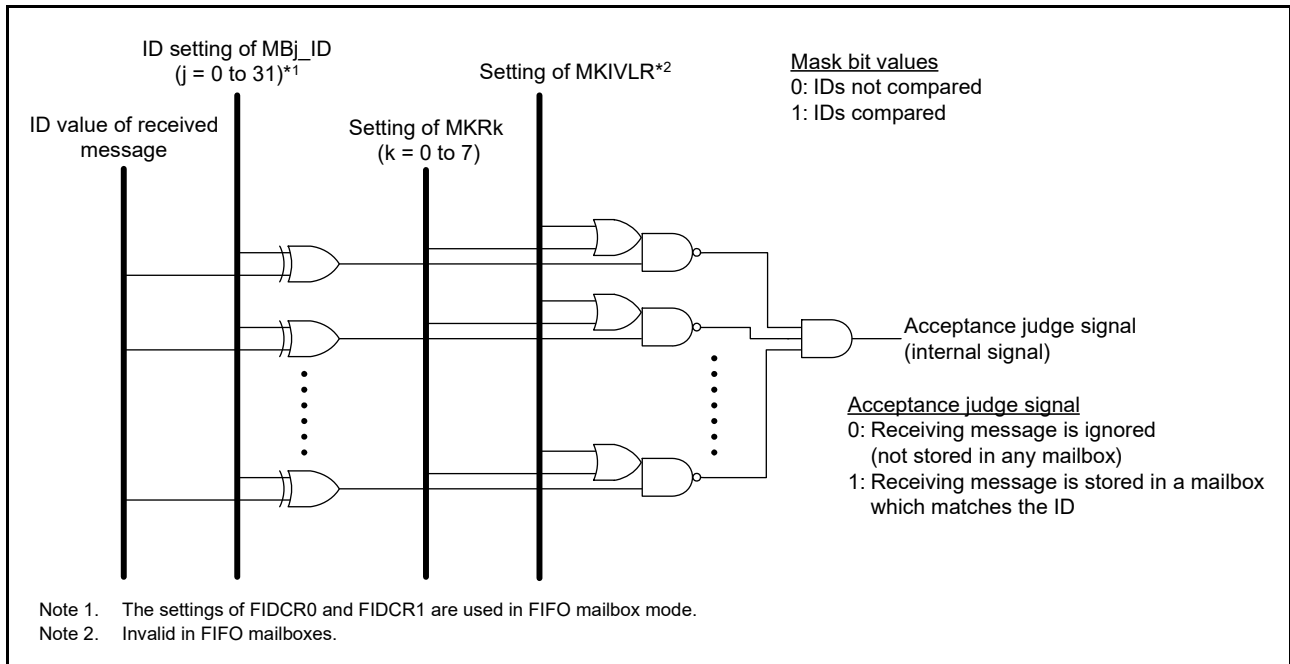 ID setting of MBj_ID
(j = 0 to 31)*1
Setting of MKIVLR*2
Mask bit values
0: IDs not compared
1: IDs compared
ID value of received
message
Setting of MKRk
(k = 0 to 7)
Acceptance judge signal
(internal signal)
Acceptance judge signal
0: Receiving message is ignored
(not stored in any mailbox)
1: Receiving message is stored in a mailbox
which matches the ID
Note 1. The settings of FIDCR0 and FIDCR1 are used in FIFO mailbox mode.
Note 2. Invalid in FIFO mailboxes.